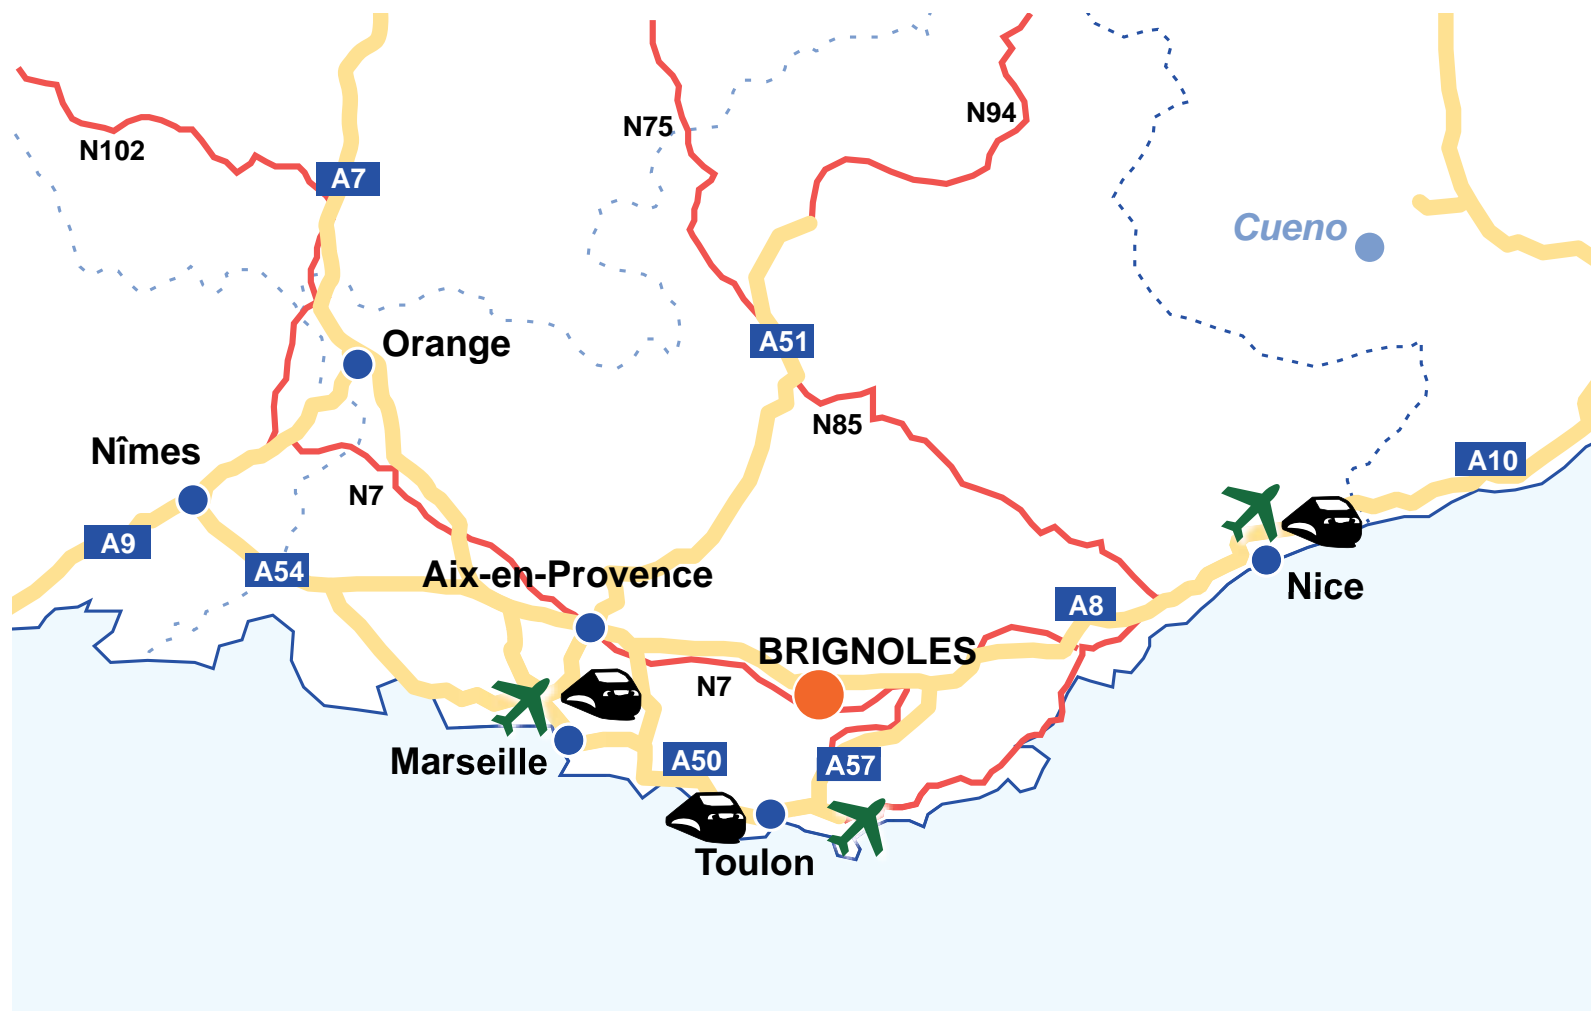 N94
N75
N102
A7
Cueno
A51
Orange
N85
Nîmes
A10
N7
A9
A54
Aix-en-Provence
Nice
A8
BRIGNOLES
N7
Marseille
A50
A57
Toulon